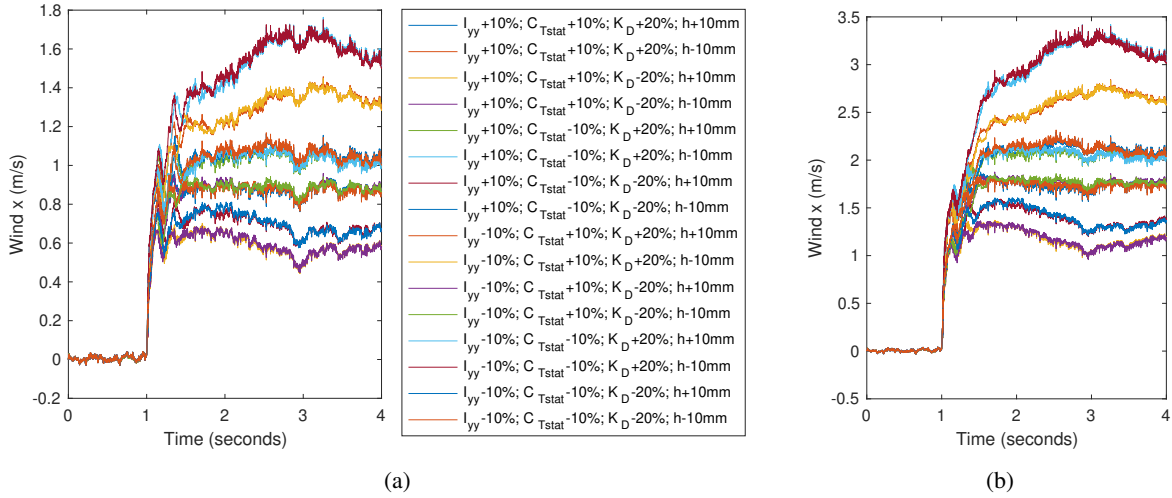 1.8
1.6
1.4
1.2
1
0.8
0.6
0.4
0.2
0
-0.2
Wind x (m/s)
0 1 2 3 4
Time (seconds)
I_yy+10%; C_Tstat+10%; K_D+20%; h+10mm
I_yy+10%; C_Tstat+10%; K_D+20%; h-10mm
I_yy+10%; C_Tstat+10%; K_D-20%; h+10mm
I_yy+10%; C_Tstat+10%; K_D-20%; h-10mm
I_yy+10%; C_Tstat-10%; K_D+20%; h+10mm
I_yy+10%; C_Tstat-10%; K_D+20%; h-10mm
I_yy+10%; C_Tstat-10%; K_D-20%; h+10mm
I_yy+10%; C_Tstat-10%; K_D-20%; h-10mm
I_yy-10%; C_Tstat+10%; K_D+20%; h+10mm
I_yy-10%; C_Tstat+10%; K_D+20%; h-10mm
I_yy-10%; C_Tstat+10%; K_D-20%; h+10mm
I_yy-10%; C_Tstat+10%; K_D-20%; h-10mm
I_yy-10%; C_Tstat-10%; K_D+20%; h+10mm
I_yy-10%; C_Tstat-10%; K_D+20%; h-10mm
I_yy-10%; C_Tstat-10%; K_D-20%; h+10mm
I_yy-10%; C_Tstat-10%; K_D-20%; h-10mm
(a)
3.5
3
2.5
2
1.5
1
0.5
0
-0.5
Wind x (m/s)
0 1 2 3 4
Time (seconds)
(b)